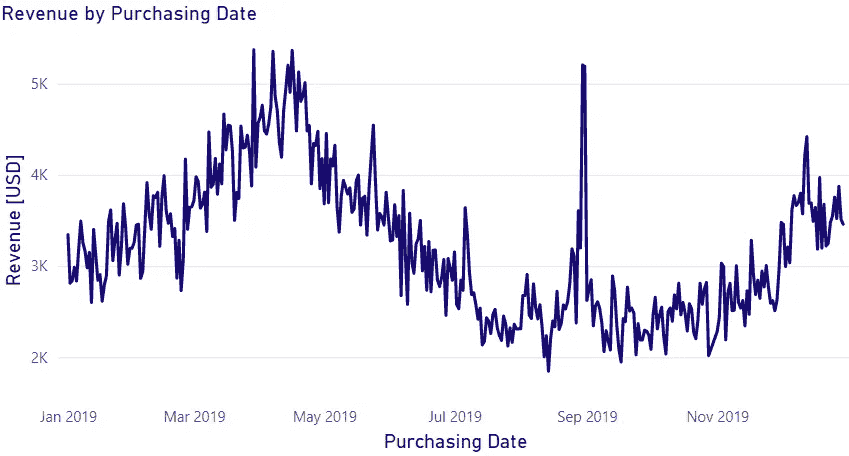 Revenue by Purchasing Date
5K
4K
3K
2K
Revenue [USD]
Jan 2019 Mar 2019 May 2019 Jul 2019 Sep 2019 Nov 2019
Purchasing Date